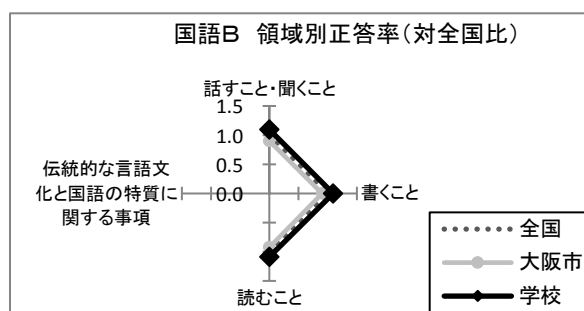 国語B 領域別正答率(対全国比)
話すこと・聞くこと
1.5
1.0
0.5
0.0
伝統的な言語文
化と国語の特質に
関する事項
書くこと
読むこと
全国
大阪市
学校